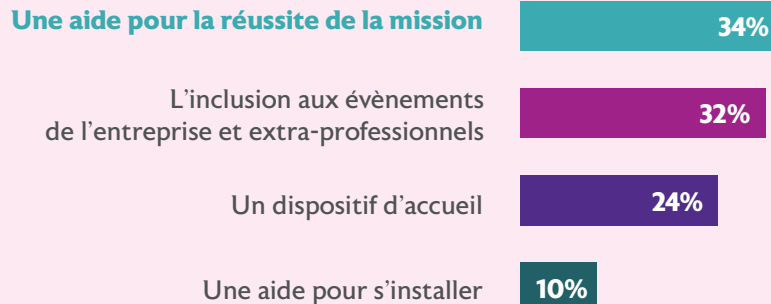 Une aide pour la réussite de la mission
34%
L'inclusion aux évènements
de l'entreprise et extra-professionnels
32%
Un dispositif d'accueil
24%
Une aide pour s'installer
10%